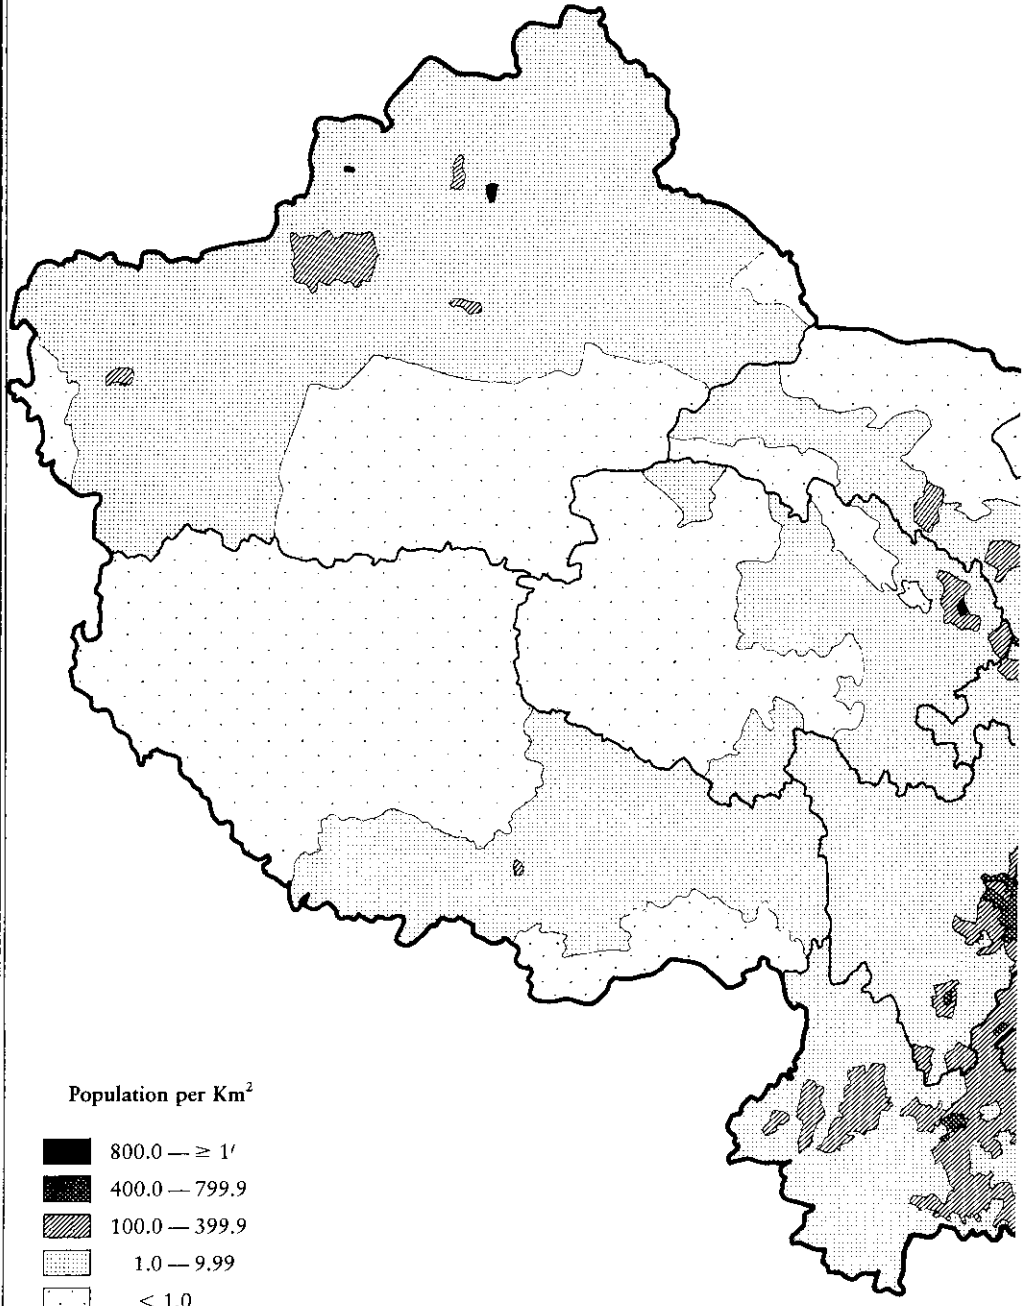 Population per Km²
800.0 — ≥ 1′
400.0 — 799.9
100.0 — 399.9
1.0 — 9.99
< 1.0